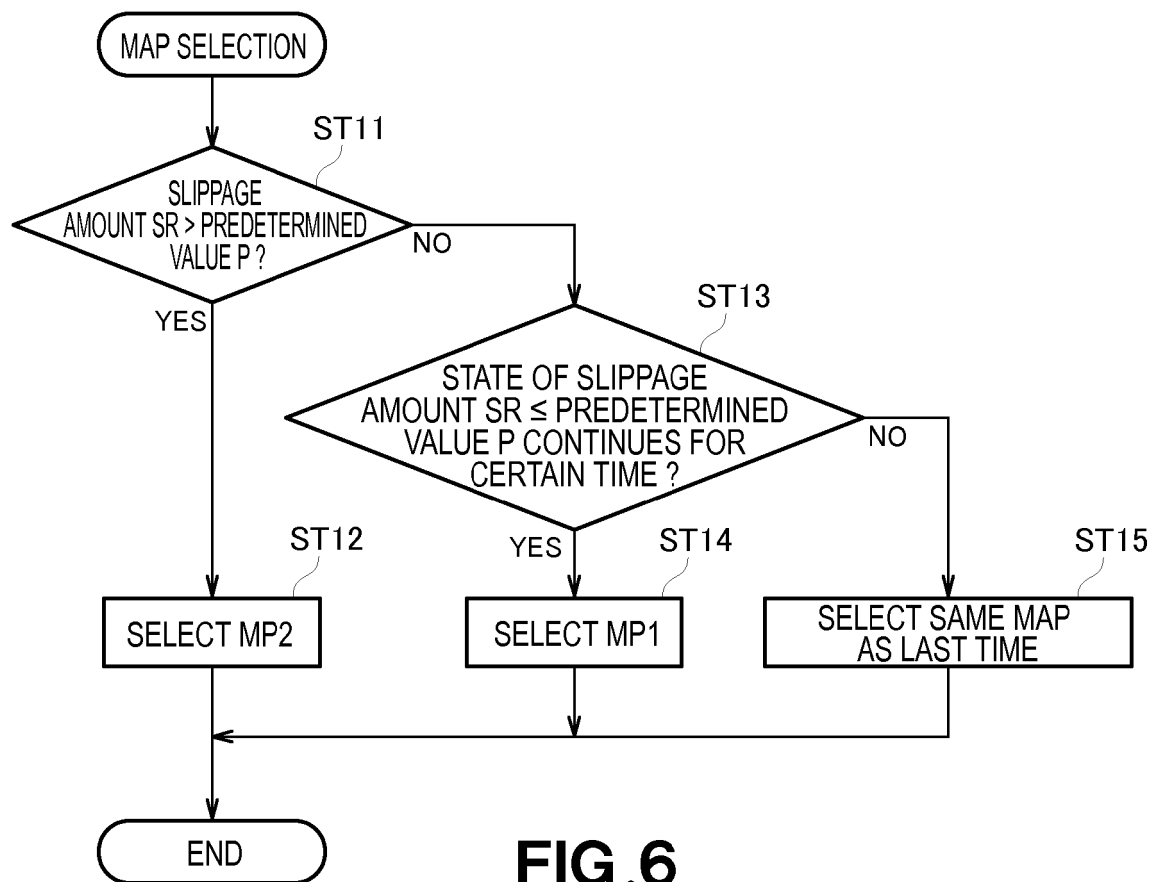 MAP SELECTION
ST11
SLIPPAGE
AMOUNT SR > PREDETERMINED
VALUE P ?
NO
YES
ST13
STATE OF SLIPPAGE
AMOUNT SR ≤ PREDETERMINED
VALUE P CONTINUES FOR
CERTAIN TIME ?
NO
YES
ST12
SELECT MP2
ST14
SELECT MP1
ST15
SELECT SAME MAP
AS LAST TIME
END
FIG.6